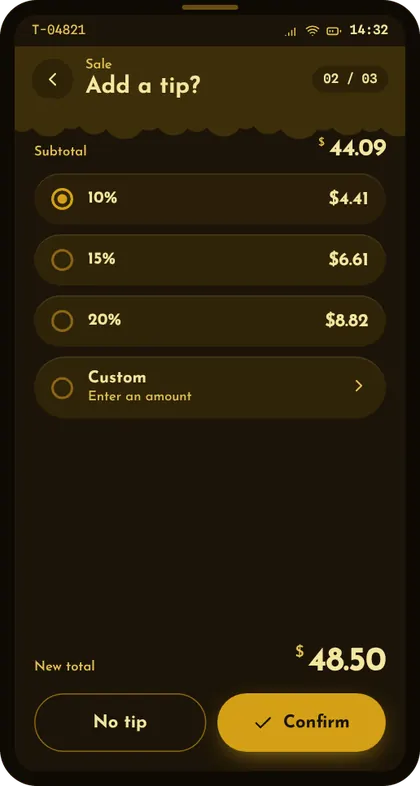 T-04821 14:32
Sale
Add a tip?
02 / 03
Subtotal $ 44.09
10% $4.41
15% $6.61
20% $8.82
Custom
Enter an amount
New total $ 48.50
No tip Confirm